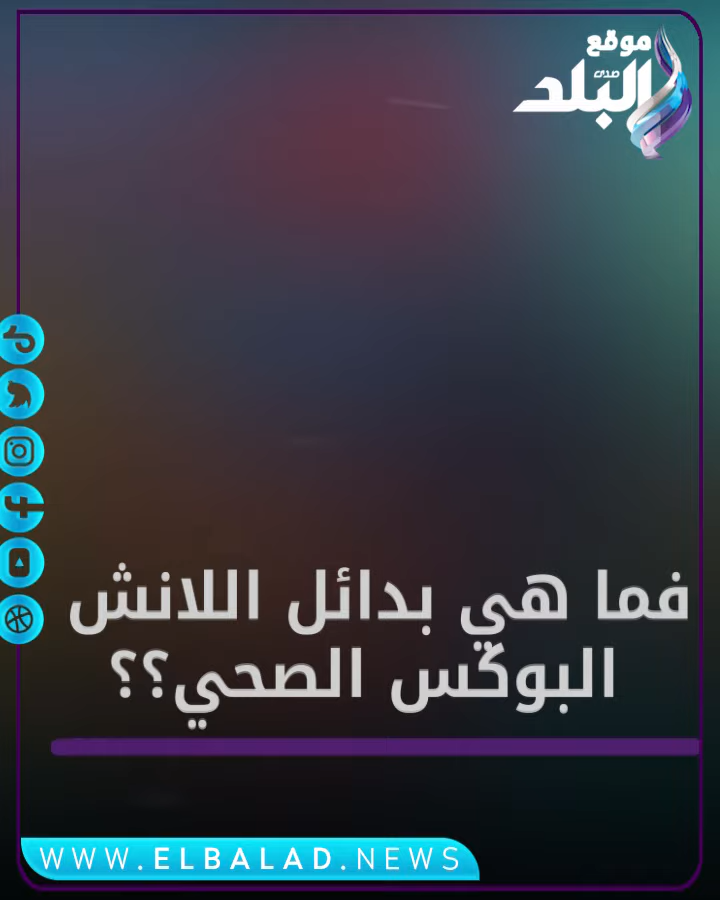 موقع
صدى
البلد
فما هي بدائل اللانش
البوكس الصحي؟؟
WWW.ELBALAD.NEWS